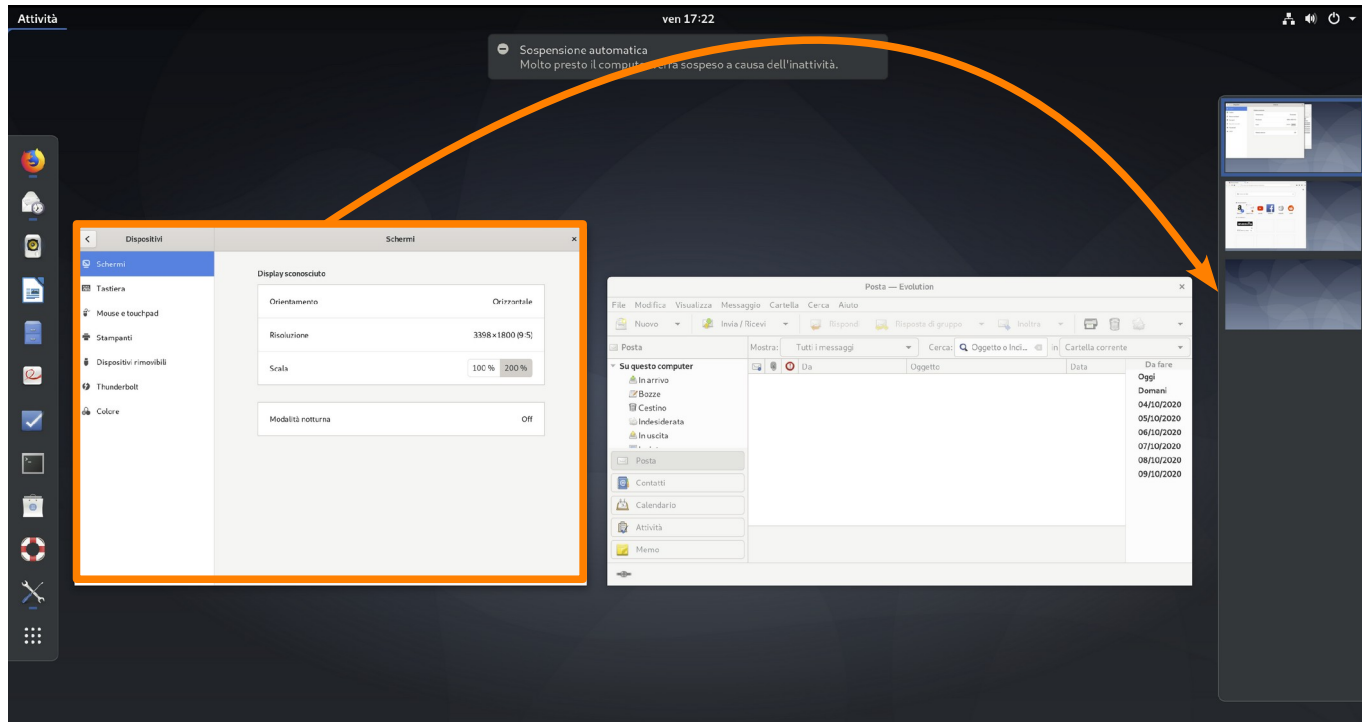 Attività
ven 17:22
Sospensione automatica
Molto presto il computer verrà sospeso a causa dell'inattività.
Dispositivi
Schermi
Schermi
Tastiera
Mouse e touchpad
Stampanti
Dispositivi rimovibili
Thunderbolt
Colore
Display sconosciuto
Orientamento Orizzontale
Risoluzione 3398×1800 (9:5)
Scala 100 % 200 %
Modalità notturna Off
Posta — Evolution
File Modifica Visualizza Messaggio Cartella Cerca Aiuto
Nuovo Invia / Ricevi Rispondi Risposta di gruppo Inoltra
Posta Mostra: Tutti i messaggi Cerca: Oggetto o Inci... in Cartella corrente
Su questo computer
In arrivo
Bozze
Cestino
Indesiderata
In uscita
Posta
Contatti
Calendario
Attività
Memo
Da Oggetto Data
Da fare
Oggi
Domani
04/10/2020
05/10/2020
06/10/2020
07/10/2020
08/10/2020
09/10/2020